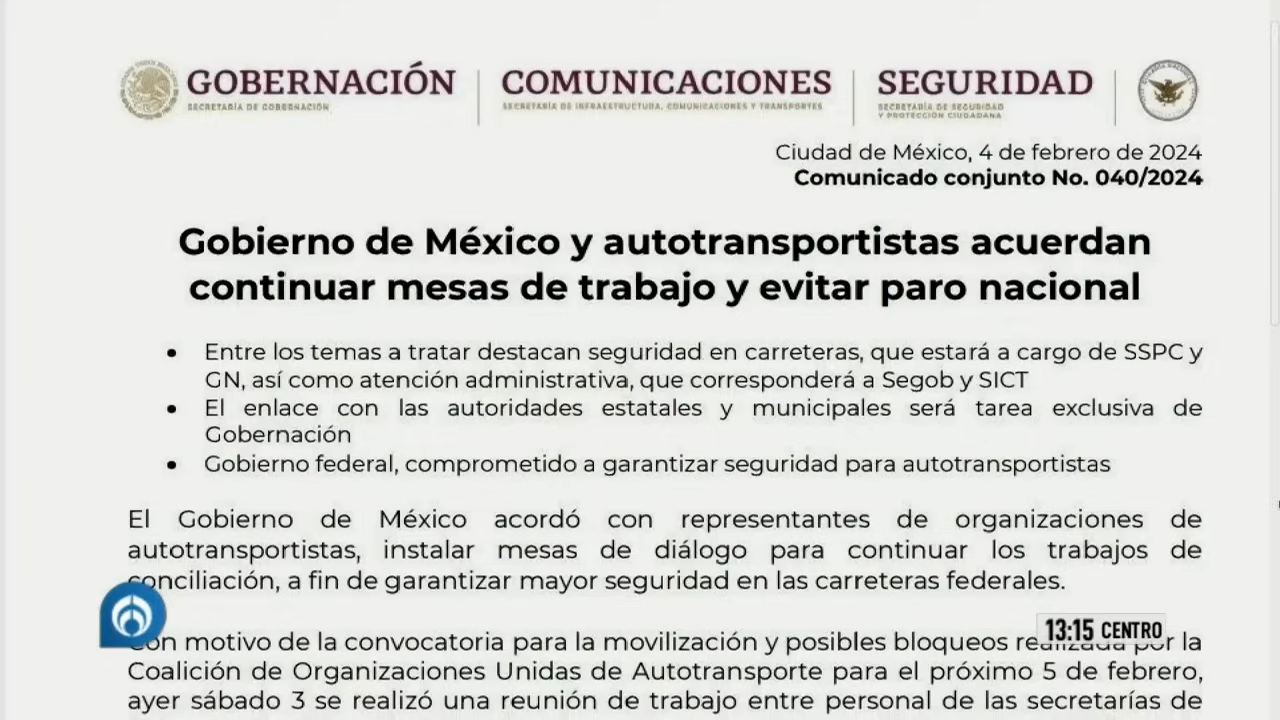 GOBERNACIÓN
SECRETARÍA DE GOBERNACIÓN
COMUNICACIONES
SECRETARÍA DE INFRAESTRUCTURA, COMUNICACIONES Y TRANSPORTES
SEGURIDAD
SECRETARÍA DE SEGURIDAD
Y PROTECCIÓN CIUDADANA
Ciudad de México, 4 de febrero de 2024
Comunicado conjunto No. 040/2024
Gobierno de México y autotransportistas acuerdan
continuar mesas de trabajo y evitar paro nacional
• Entre los temas a tratar destacan seguridad en carreteras, que estará a cargo de SSPC y
GN, así como atención administrativa, que corresponderá a Segob y SICT
• El enlace con las autoridades estatales y municipales será tarea exclusiva de
Gobernación
• Gobierno federal, comprometido a garantizar seguridad para autotransportistas
El Gobierno de México acordó con representantes de organizaciones de
autotransportistas, instalar mesas de diálogo para continuar los trabajos de
conciliación, a fin de garantizar mayor seguridad en las carreteras federales.
Con motivo de la convocatoria para la movilización y posibles bloqueos realizada por la
13:15 CENTRO
Coalición de Organizaciones Unidas de Autotransporte para el próximo 5 de febrero,
ayer sábado 3 se realizó una reunión de trabajo entre personal de las secretarías de